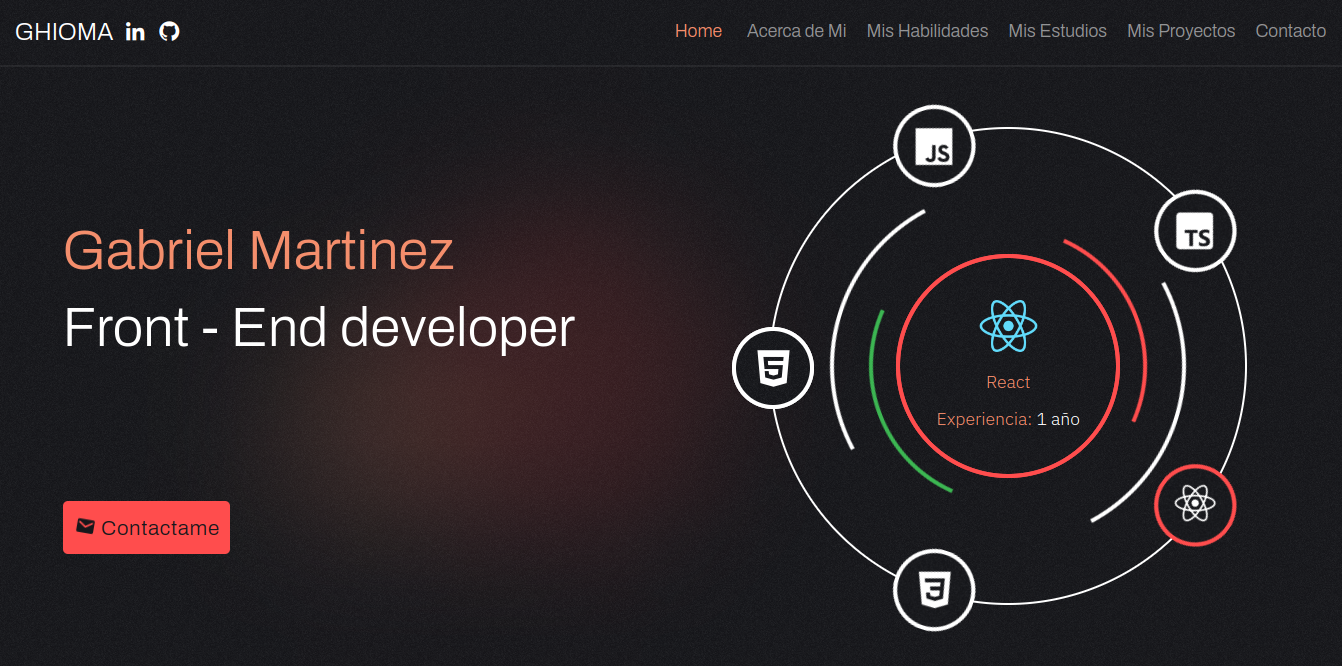 GHIOMA in
Home Acerca de Mi Mis Habilidades Mis Estudios Mis Proyectos Contacto
Gabriel Martinez
Front - End developer
Contactame
JS
TS
5
3
React
Experiencia: 1 año